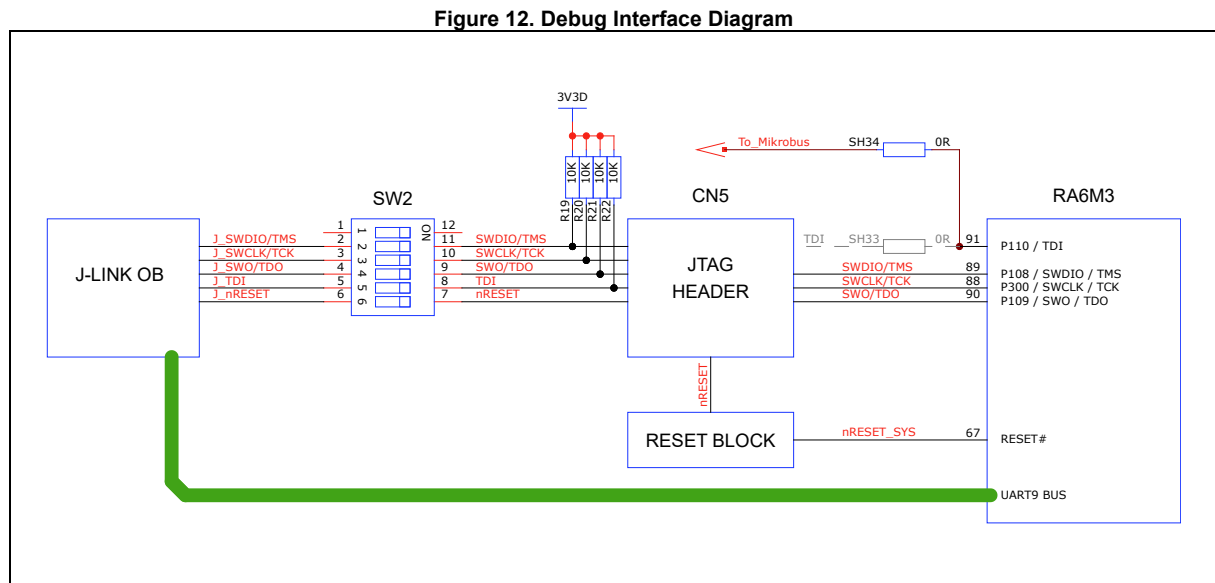 Figure 12. Debug Interface Diagram
3V3D
To_Mikrobus SH34 0R
10K 10K 10K 10K
R19 R20 R21 R22
SW2 CN5 RA6M3
1 1 12
ON
J_SWDIO/TMS 2 2 11 SWDIO/TMS
J_SWCLK/TCK 3 3 10 SWCLK/TCK
J_SWO/TDO 4 4 9 SWO/TDO
J_TDI 5 5 8 TDI
J_nRESET 6 6 7 nRESET
J-LINK OB
JTAG
HEADER
TDI SH33 0R 91 P110 / TDI
SWDIO/TMS 89 P108 / SWDIO / TMS
SWCLK/TCK 88 P300 / SWCLK / TCK
SWO/TDO 90 P109 / SWO / TDO
nRESET
RESET BLOCK nRESET_SYS 67 RESET#
UART9 BUS